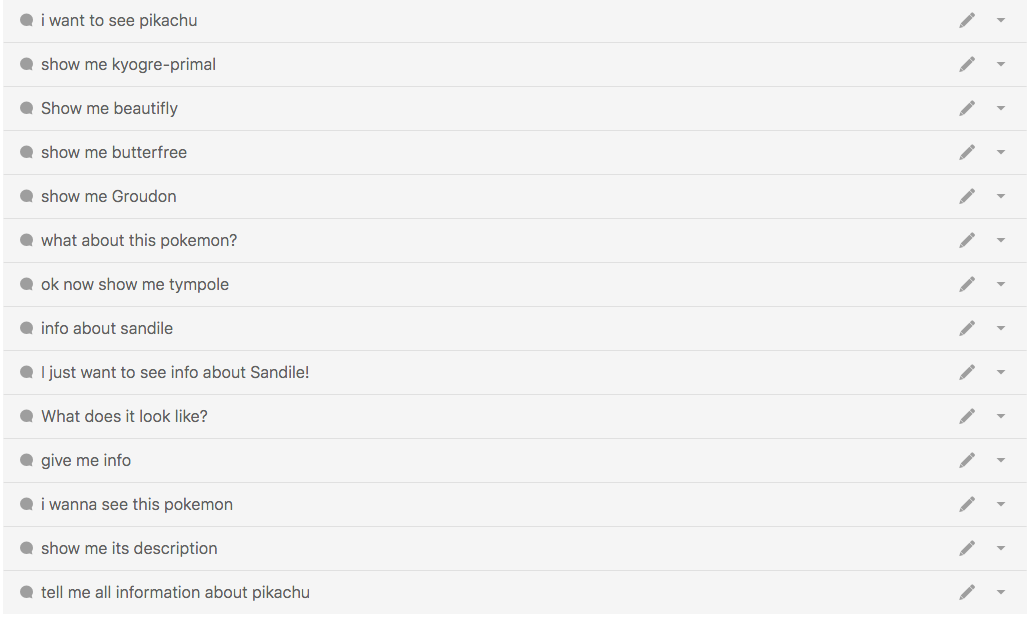 i want to see pikachu
show me kyogre-primal
Show me beautifly
show me butterfree
show me Groudon
what about this pokemon?
ok now show me tympole
info about sandile
I just want to see info about Sandile!
What does it look like?
give me info
i wanna see this pokemon
show me its description
tell me all information about pikachu